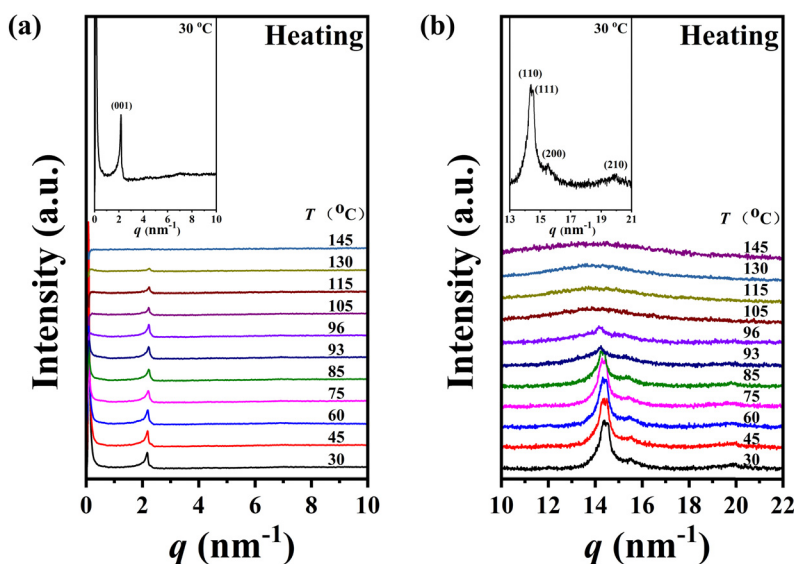 (a)
30 °C
Heating
(001)
0 2 4 6 8 10
q (nm-1)
T (°C)
145
130
115
105
96
93
85
75
60
45
30
Intensity (a.u.)
0 2 4 6 8 10
q (nm-1)
(b)
30 °C
Heating
(110)
(111)
(200)
(210)
13 15 17 19 21
q (nm-1)
T (°C)
145
130
115
105
96
93
85
75
60
45
30
Intensity (a.u.)
10 12 14 16 18 20 22
q (nm-1)